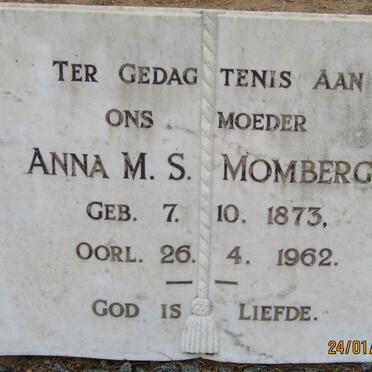 TER GEDAGTENIS AAN
ONS MOEDER
ANNA M. S. MOMBERG
GEB. 7. 10. 1873,
OORL. 26. 4. 1962.
GOD IS LIEFDE.
24/01/